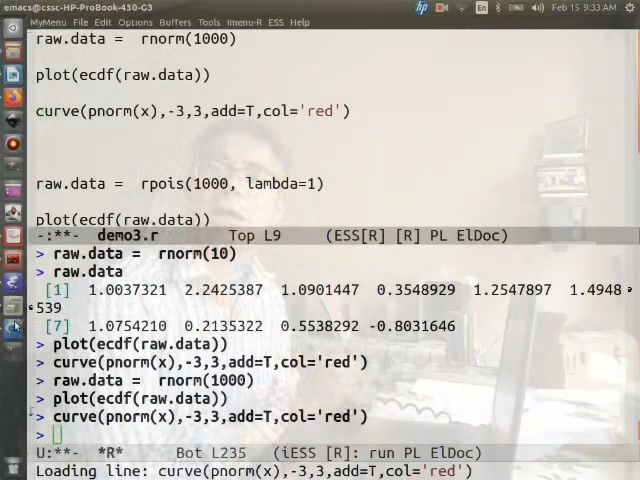 emacs@cssc-HP-ProBook-430-G3
En
Feb 15 9:33 AM
MyMenu File Edit Options Buffers Tools Imenu-R ESS Help
raw.data =  rnorm(1000)
plot(ecdf(raw.data))
curve(pnorm(x),-3,3,add=T,col='red')
raw.data =  rpois(1000, lambda=1)
plot(ecdf(raw.data))
-:**-  demo3.r        Top L9     (ESS[R] [R] PL ElDoc)
> raw.data =  rnorm(10)
> raw.data
[1]  1.0037321  2.2425387  1.0901447  0.3548929  1.2547897  1.4948
539
[7]  1.0754210  0.2135322  0.5538292 -0.8031646
> plot(ecdf(raw.data))
> curve(pnorm(x),-3,3,add=T,col='red')
> raw.data =  rnorm(1000)
> plot(ecdf(raw.data))
> curve(pnorm(x),-3,3,add=T,col='red')
>
U:**-  *R*      Bot L235   (iESS [R]: run PL ElDoc)
Loading line: curve(pnorm(x),-3,3,add=T,col='red')